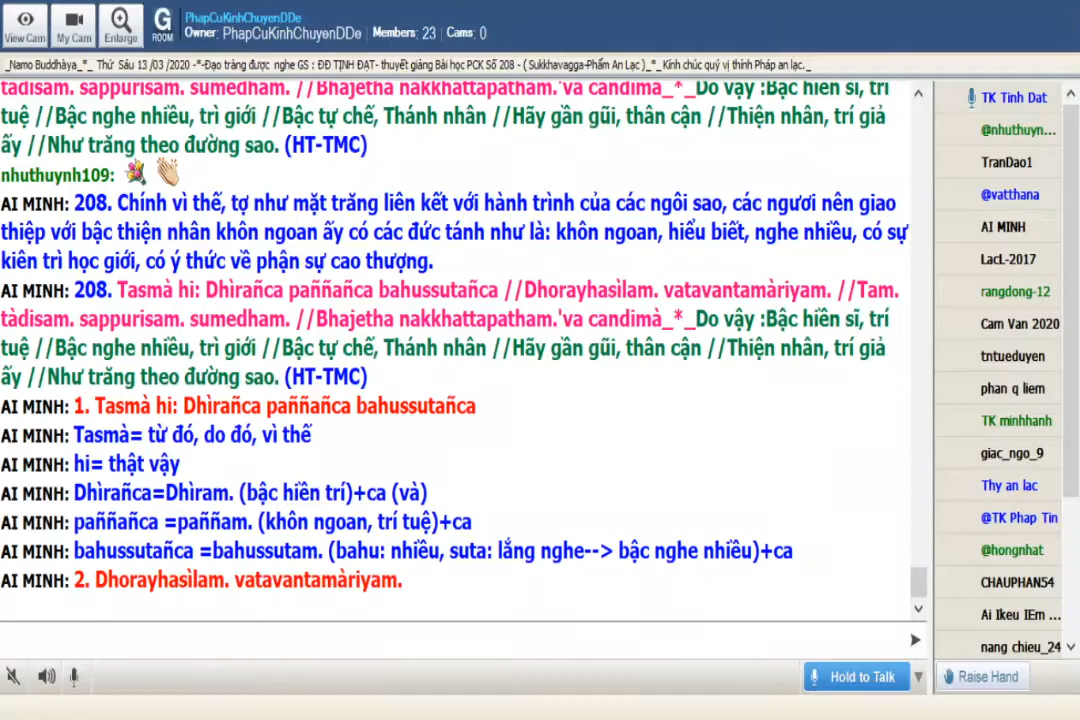 View Cam
My Cam
Enlarge
G
ROOM
PhapCuKinhChuyenDDe
Owner: PhapCuKinhChuyenDDe Members: 23 Cams: 0
_Namo Buddhàya_*_ Thứ Sáu 13 /03 /2020 -*-Đạo tràng được nghe GS : ĐĐ TỊNH ĐẠT- thuyết giảng Bài học PCK Số 208 - ( Sukkhavagga-Phẩm An Lạc )_*_Kính chúc quý vị thính Pháp an lạc._
tàdisam. sappurisam. sumedham. //Bhajetha nakkhattapatham.'va candimà_*_Do vậy :Bậc hiền sĩ, trí
tuệ //Bậc nghe nhiều, trì giới //Bậc tự chế, Thánh nhân //Hãy gần gũi, thân cận //Thiện nhân, trí giả
ấy //Như trăng theo đường sao. (HT-TMC)
nhuthuynh109:
AI MINH: 208. Chính vì thế, tợ như mặt trăng liên kết với hành trình của các ngôi sao, các ngươi nên giao
thiệp với bậc thiện nhân khôn ngoan ấy có các đức tánh như là: khôn ngoan, hiểu biết, nghe nhiều, có sự
kiên trì học giới, có ý thức về phận sự cao thượng.
AI MINH: 208. Tasmà hi: Dhìrañca paññañca bahussutañca //Dhorayhasìlam. vatavantamàriyam. //Tam.
tàdisam. sappurisam. sumedham. //Bhajetha nakkhattapatham.'va candimà_*_Do vậy :Bậc hiền sĩ, trí
tuệ //Bậc nghe nhiều, trì giới //Bậc tự chế, Thánh nhân //Hãy gần gũi, thân cận //Thiện nhân, trí giả
ấy //Như trăng theo đường sao. (HT-TMC)
AI MINH: 1. Tasmà hi: Dhìrañca paññañca bahussutañca
AI MINH: Tasmà= từ đó, do đó, vì thế
AI MINH: hi= thật vậy
AI MINH: Dhìrañca=Dhìram. (bậc hiền trí)+ca (và)
AI MINH: paññañca =paññam. (khôn ngoan, trí tuệ)+ca
AI MINH: bahussutañca =bahussutam. (bahu: nhiều, suta: lắng nghe--> bậc nghe nhiều)+ca
AI MINH: 2. Dhorayhasìlam. vatavantamàriyam.
TK Tinh Dat
@nhuthuyn...
TranDao1
@vatthana
AI MINH
LacL-2017
rangdong-12
Cam Van 2020
tntueduyen
phan q liem
TK minhhanh
giac_ngo_9
Thy an lac
@TK Phap Tin
@hongnhat
CHAUPHAN54
Ai Ikeu IEm ...
nang chieu_24
Hold to Talk
Raise Hand